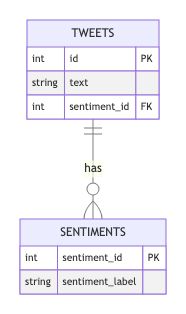 TWEETS
int id PK
string text
int sentiment_id FK
has
SENTIMENTS
int sentiment_id PK
string sentiment_label